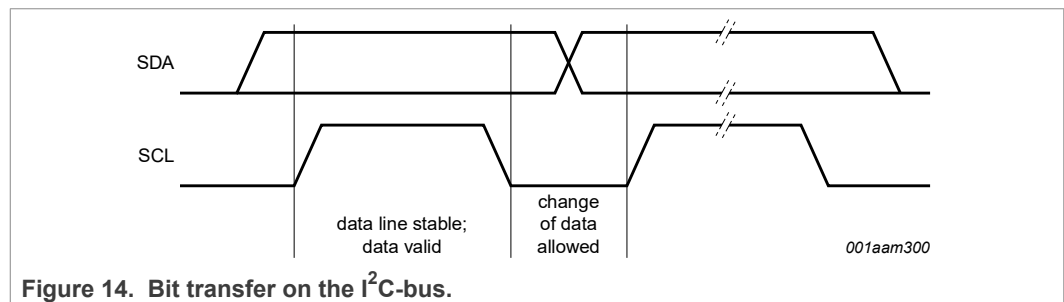 SDA
SCL
data line stable;
data valid
change
of data
allowed
001aam300
Figure 14. Bit transfer on the I²C-bus.